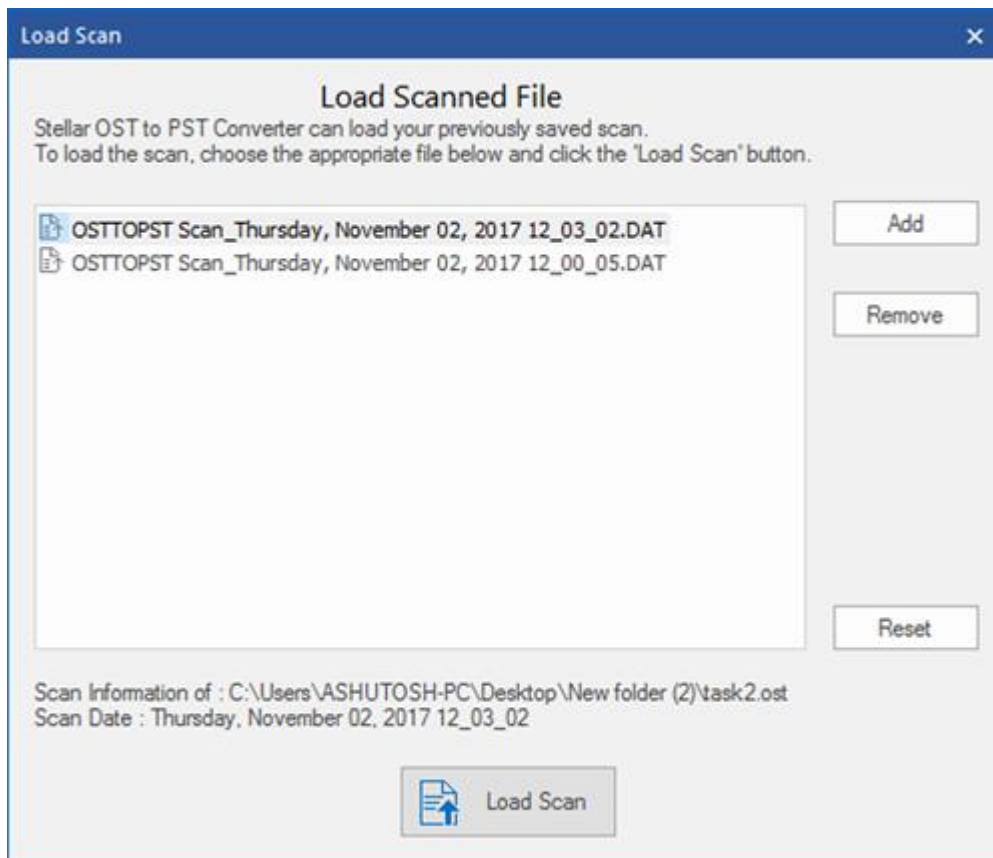 Load Scan
Load Scanned File
Stellar OST to PST Converter can load your previously saved scan.
To load the scan, choose the appropriate file below and click the 'Load Scan' button.
OSTTOPST Scan_Thursday, November 02, 2017 12_03_02.DAT
OSTTOPST Scan_Thursday, November 02, 2017 12_00_05.DAT
Add
Remove
Reset
Scan Information of : C:\Users\ASHUTOSH-PC\Desktop\New folder (2)\task2.ost
Scan Date : Thursday, November 02, 2017 12_03_02
Load Scan